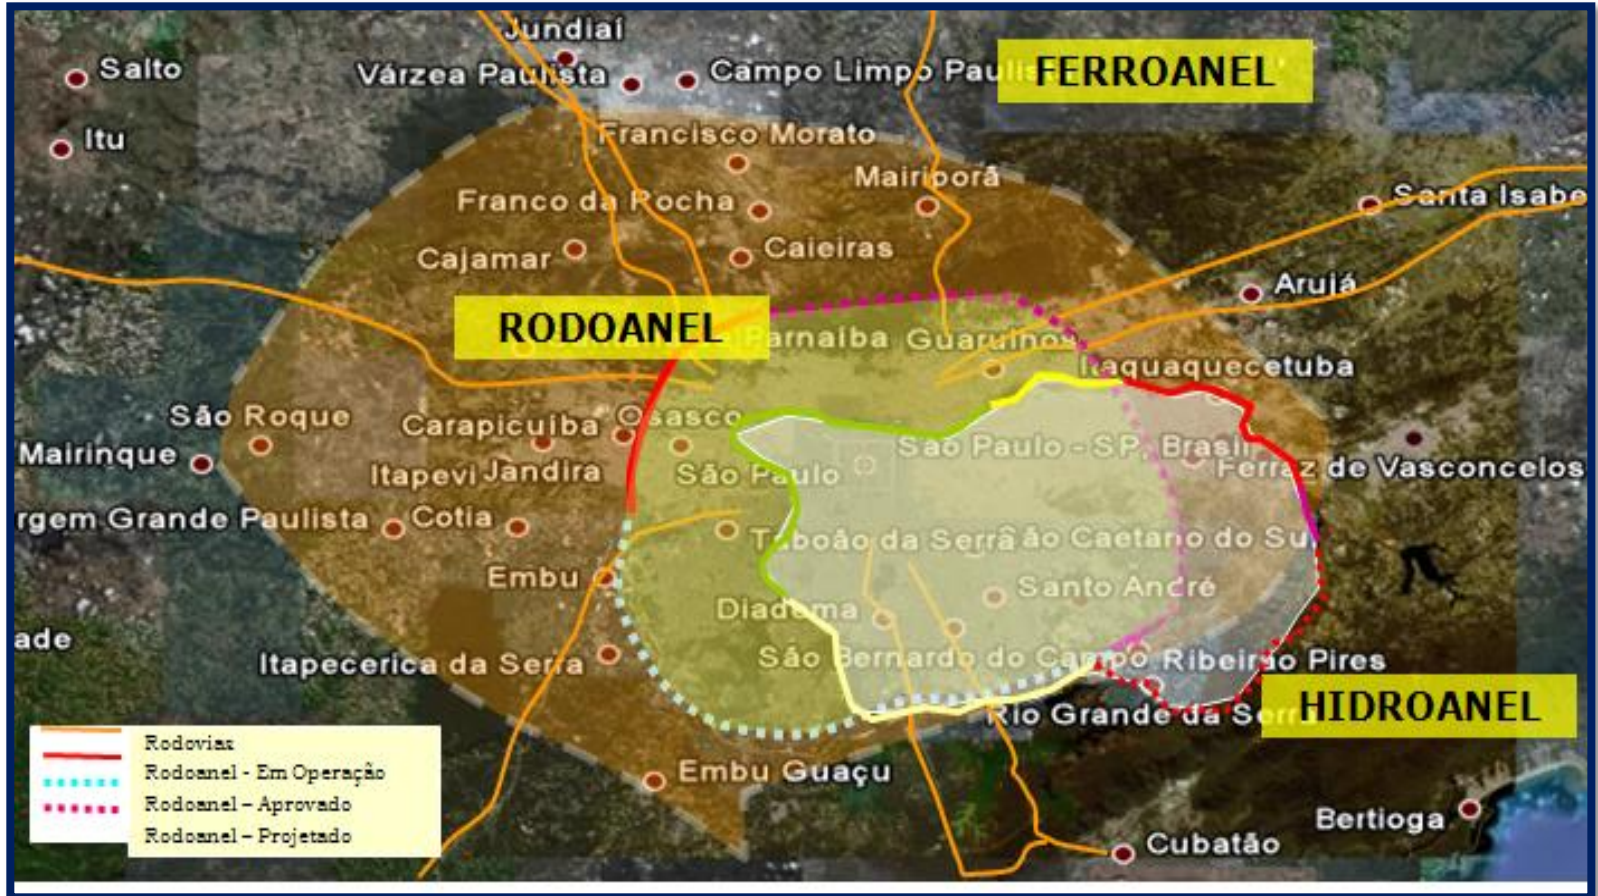 Jundiaí
Salto
Várzea Paulista
Campo Limpo Paulis
FERROANEL
Itu
Francisco Morato
Mairiporã
Franco da Rocha
Santa Isabe
Cajamar
Caieiras
Arujá
RODOANEL
Parnaíba
Guarulhos
Itaquaquecetuba
São Roque
Carapicuíba
Osasco
São Paulo - SP, Brasil
Mairinque
Itapevi
Jandira
São Paulo
Ferraz de Vasconcelos
rgem Grande Paulista
Cotia
Taboão da Serra
ão Caetano do Su
Embu
Santo André
Diadema
ade
Itapecerica da Serra
São Bernardo do Campo
Ribeirão Pires
Rio Grande da Serra
HIDROANEL
Embu Guaçu
Bertioga
Cubatão
Rodovias
Rodoanel - Em Operação
Rodoanel – Aprovado
Rodoanel – Projetado